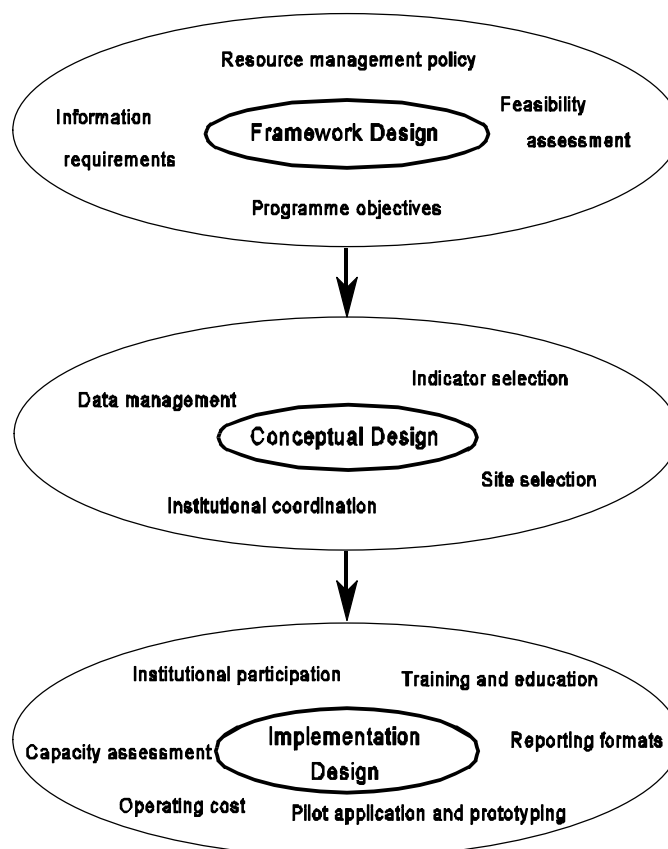 Resource management policy
Information
requirements
Framework Design
Feasibility
assessment
Programme objectives
Indicator selection
Data management
Conceptual Design
Site selection
Institutional coordination
Institutional participation
Training and education
Capacity assessment
Implementation
Design
Reporting formats
Operating cost
Pilot application and prototyping